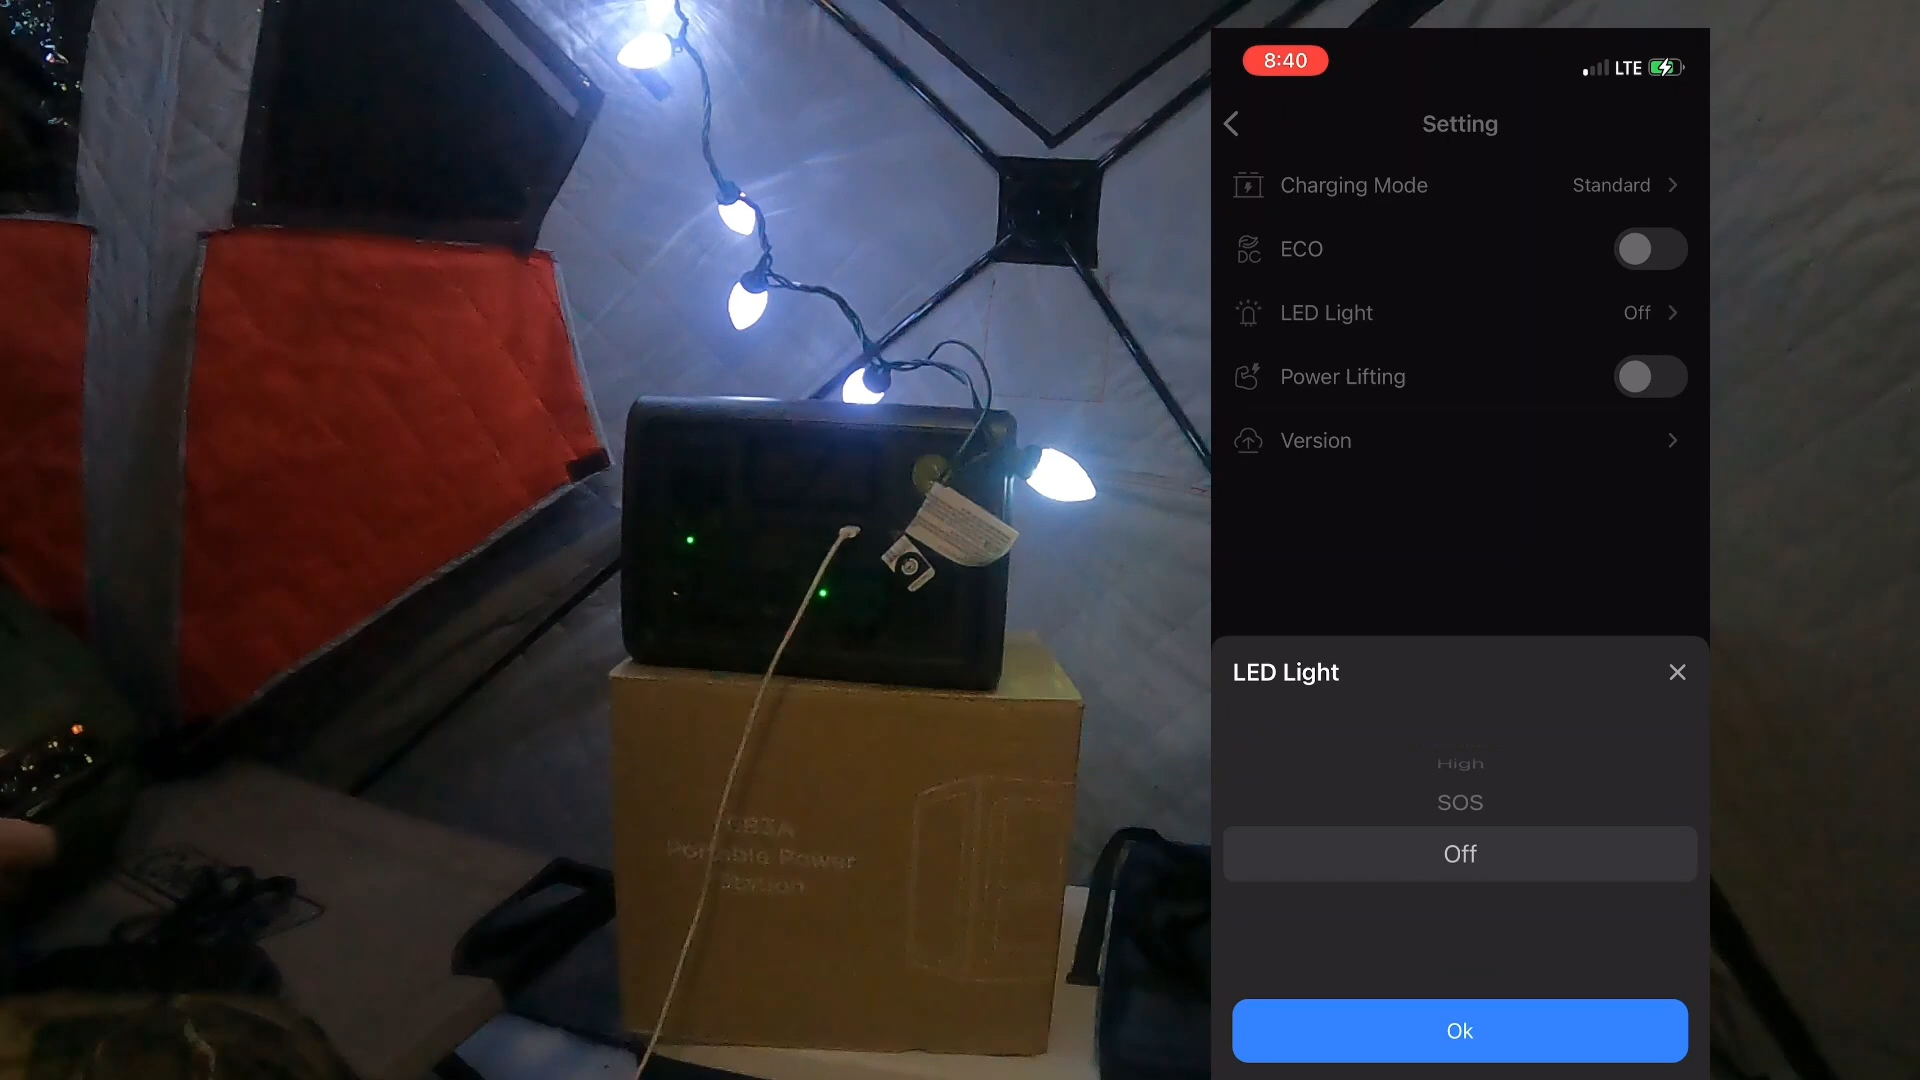 8:40
LTE
Setting
Charging Mode Standard
DC
ECO
LED Light Off
Power Lifting
Version
LED Light
High
SOS
Off
Ok
EB3A
Portable Power
Station